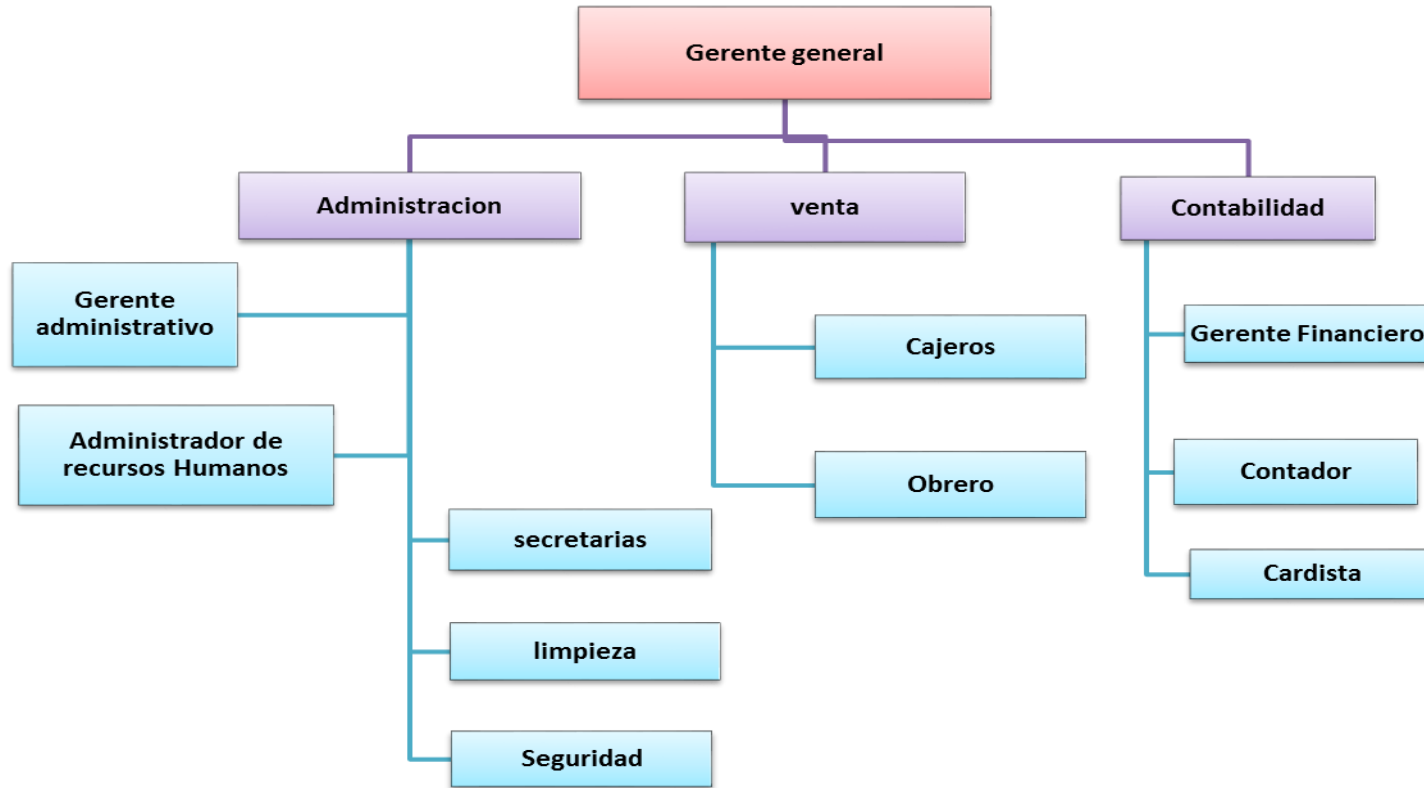 Gerente general
Administracion
venta
Contabilidad
Gerente
administrativo
Administrador de
recursos Humanos
secretarias
limpieza
Seguridad
Cajeros
Obrero
Gerente Financiero
Contador
Cardista